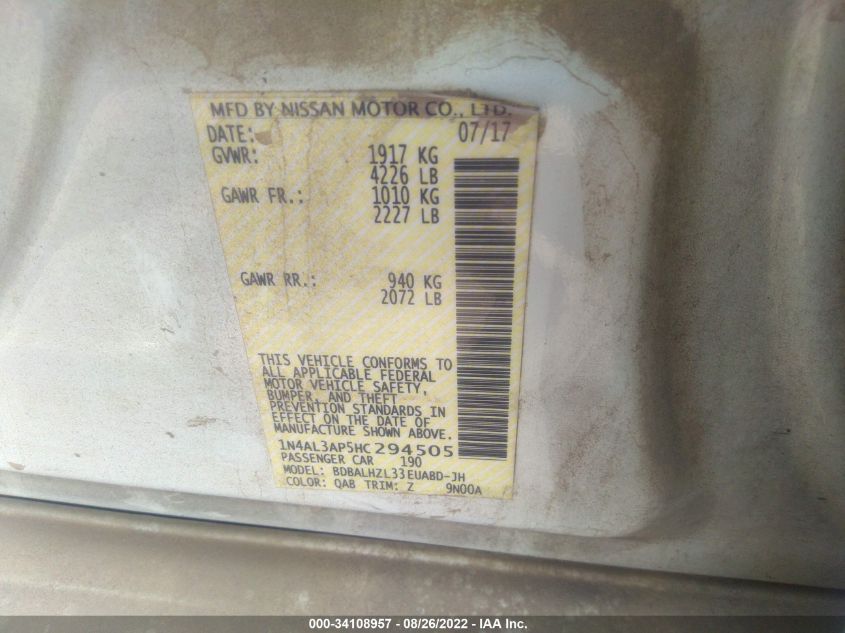 MFD BY NISSAN MOTOR CO., LTD.
DATE: 07/17
GVWR: 1917 KG
4226 LB
GAWR FR.: 1010 KG
2227 LB
GAWR RR.: 940 KG
2072 LB
THIS VEHICLE CONFORMS TO
ALL APPLICABLE FEDERAL
MOTOR VEHICLE SAFETY,
BUMPER, AND THEFT
PREVENTION STANDARDS IN
EFFECT ON THE DATE OF
MANUFACTURE SHOWN ABOVE.
1N4AL3AP5HC294505
PASSENGER CAR 190
MODEL: BDBALHZL33EUABD-JH
COLOR: QAB TRIM: Z 9N00A
000-34108957 - 08/26/2022 - IAA Inc.